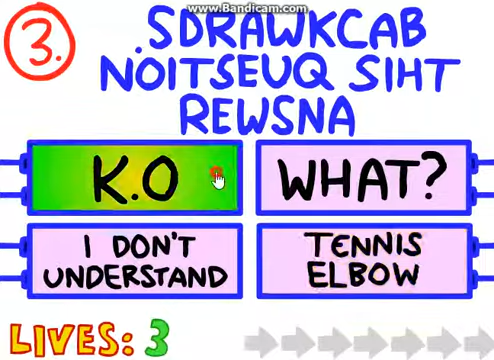 www.Bandicam.com
3.
.SDRAWKCAB
NOITSEUQ SIHT
REWSNA
K.O
WHAT?
I DON'T
UNDERSTAND
TENNIS
ELBOW
LIVES: 3